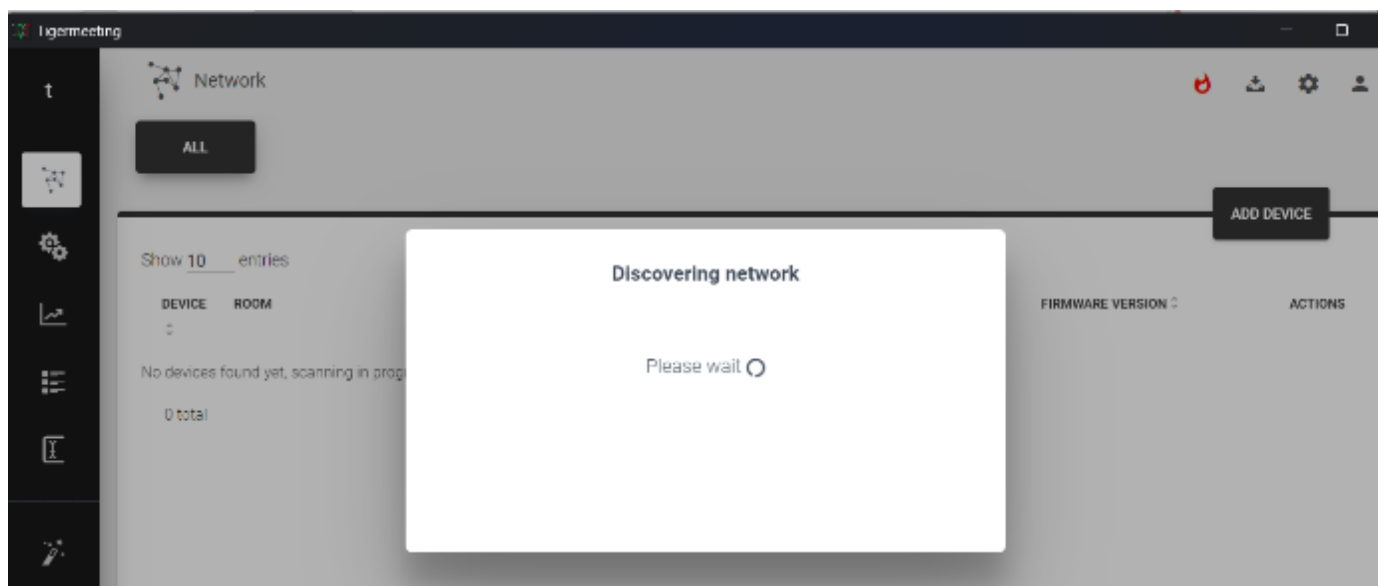 Tigermeeting
t
Network
ALL
ADD DEVICE
Show 10 entries
Discovering network
DEVICE ROOM
FIRMWARE VERSION
ACTIONS
Please wait
No devices found yet, scanning in
0 total